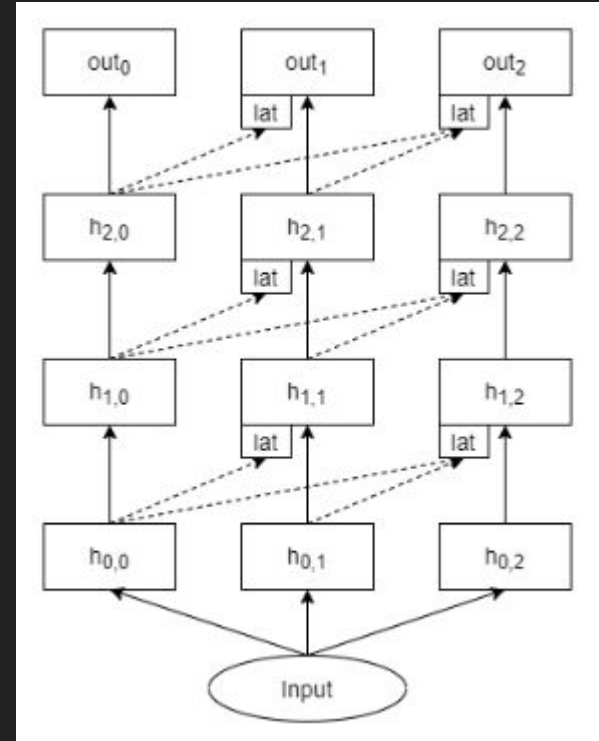 out0 out1 out2
lat lat
h2,0 h2,1 h2,2
lat lat
h1,0 h1,1 h1,2
lat lat
h0,0 h0,1 h0,2
Input